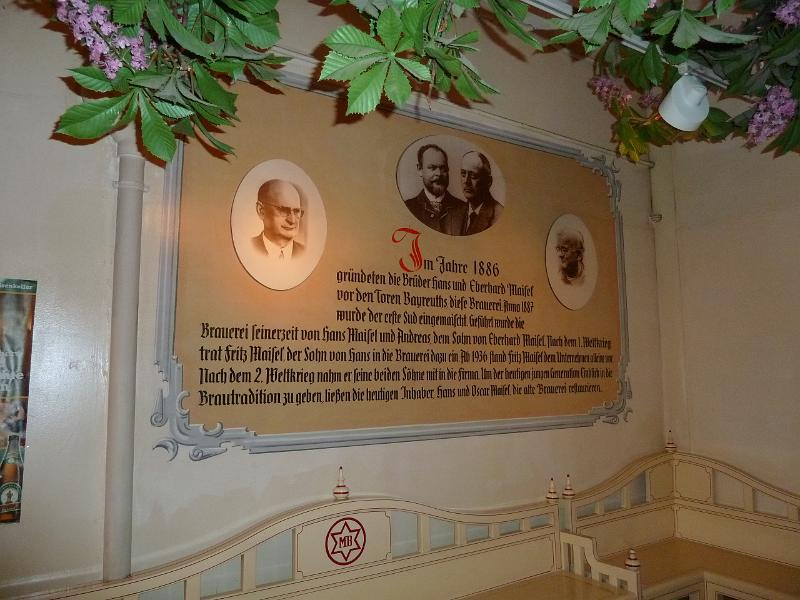 Im Jahre 1886
gründeten die Brüder Hans und Eberhard Maisel
vor den Toren Bayreuths diese Brauerei. Anno 1887
wurde der erste Sud eingemaischt. Geführt wurde die
Brauerei seinerzeit von Hans Maisel und Andreas dem Sohn von Eberhard Maisel. Nach dem 1. Weltkrieg
trat Fritz Maisel der Sohn von Hans in die Brauerei dazu ein. Ab 1936 stand Fritz Maisel dem Unternehmen alleine vor.
Nach dem 2. Weltkrieg nahm er seine beiden Söhne mit in die Firma. Um der heutigen jungen Generation Einblick in die
Brautradition zu geben, ließen die heutigen Inhaber, Hans und Oscar Maisel, die alte Brauerei restaurieren.
MB